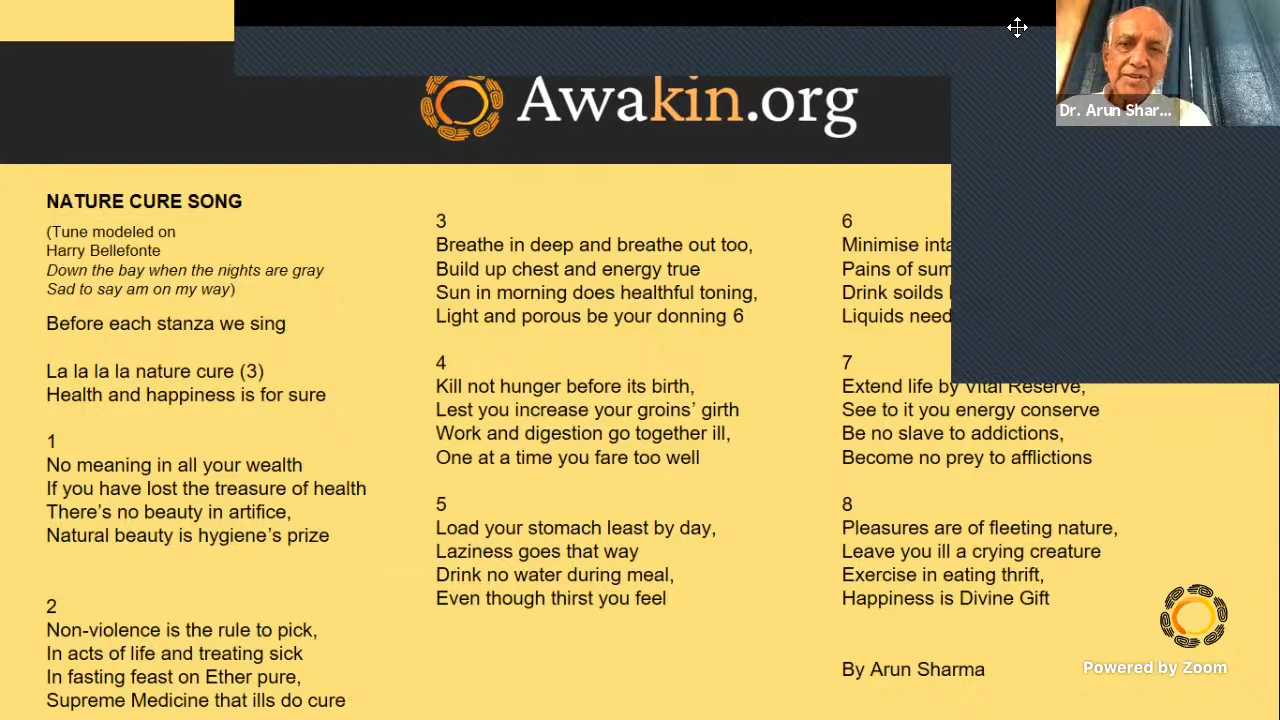 Awakin.org
Dr. Arun Shar...
NATURE CURE SONG
(Tune modeled on
Harry Bellefonte
Down the bay when the nights are gray
Sad to say am on my way)
Before each stanza we sing
La la la la nature cure (3)
Health and happiness is for sure
1
No meaning in all your wealth
If you have lost the treasure of health
There's no beauty in artifice,
Natural beauty is hygiene's prize
2
Non-violence is the rule to pick,
In acts of life and treating sick
In fasting feast on Ether pure,
Supreme Medicine that ills do cure
3
Breathe in deep and breathe out too,
Build up chest and energy true
Sun in morning does healthful toning,
Light and porous be your donning 6
4
Kill not hunger before its birth,
Lest you increase your groins' girth
Work and digestion go together ill,
One at a time you fare too well
5
Load your stomach least by day,
Laziness goes that way
Drink no water during meal,
Even though thirst you feel
6
Minimise
Pains of
Drink soilds
Liquids need
7
Extend life by Vital Reserve,
See to it you energy conserve
Be no slave to addictions,
Become no prey to afflictions
8
Pleasures are of fleeting nature,
Leave you ill a crying creature
Exercise in eating thrift,
Happiness is Divine Gift
By Arun Sharma
Powered by Zoom